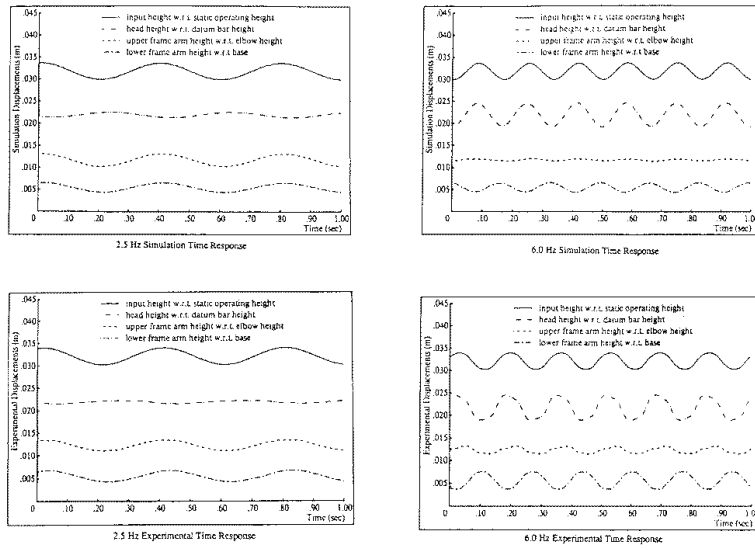 .045
.040
.035
.030
.025
.020
.015
.010
.005
Simulation Displacements (m)
input height w.r.t. static operating height
head height w.r.t. datum bar height
upper frame arm height w.r.t. elbow height
lower frame arm height w.r.t base
0 .10 .20 .30 .40 .50 .60 .70 .80 .90 1.00
Time (sec)
2.5 Hz Simulation Time Response
.045
.040
.035
.030
.025
.020
.015
.010
.005
Simulation Displacements (m)
input height w.r.t. static operating height
head height w.r.t. datum bar height
upper frame arm height w.r.t. elbow height
lower frame arm height w.r.t. base
0 .10 .20 .30 .40 .50 .60 .70 .80 .90 1.00
Time (sec)
6.0 Hz Simulation Time Response
.045
.040
.035
.030
.025
.020
.015
.010
.005
Experimental Displacements (m)
input height w.r.t. static operating height
head height w.r.t. datum bar height
upper frame arm height w.r.t. elbow height
lower frame arm height w.r.t. base
0 .10 .20 .30 .40 .50 .60 .70 .80 .90 1.00
Time (sec)
2.5 Hz Experimental Time Response
.045
.040
.035
.030
.025
.020
.015
.010
.005
Experimental Displacements (m)
input height w.r.t. static operating height
head height w.r.t. datum bar height
upper frame arm height w.r.t. elbow height
lower frame arm height w.r.t. base
0 .10 .20 .30 .40 .50 .60 .70 .80 .90 1.00
Time (sec)
6.0 Hz Experimental Time Response